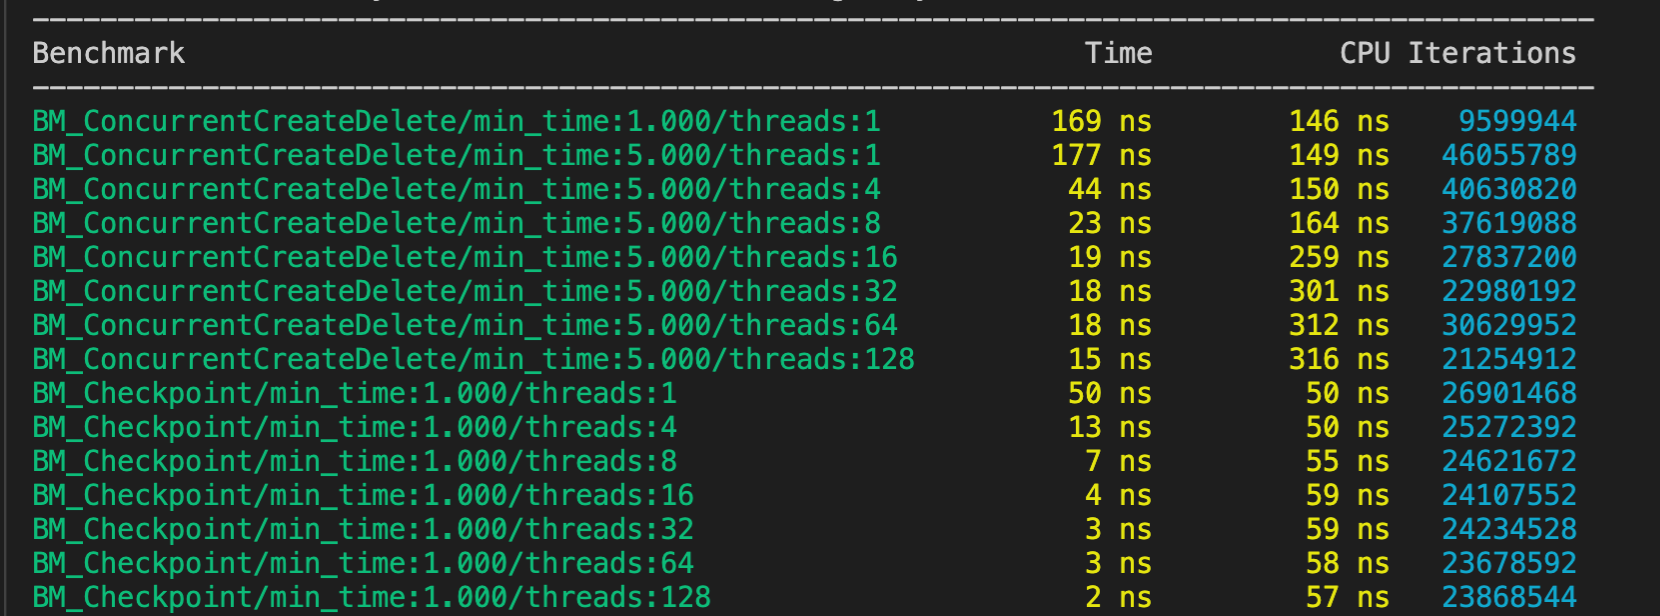 Benchmark Time CPU Iterations
BM_ConcurrentCreateDelete/min_time:1.000/threads:1 169 ns 146 ns 9599944
BM_ConcurrentCreateDelete/min_time:5.000/threads:1 177 ns 149 ns 46055789
BM_ConcurrentCreateDelete/min_time:5.000/threads:4 44 ns 150 ns 40630820
BM_ConcurrentCreateDelete/min_time:5.000/threads:8 23 ns 164 ns 37619088
BM_ConcurrentCreateDelete/min_time:5.000/threads:16 19 ns 259 ns 27837200
BM_ConcurrentCreateDelete/min_time:5.000/threads:32 18 ns 301 ns 22980192
BM_ConcurrentCreateDelete/min_time:5.000/threads:64 18 ns 312 ns 30629952
BM_ConcurrentCreateDelete/min_time:5.000/threads:128 15 ns 316 ns 21254912
BM_Checkpoint/min_time:1.000/threads:1 50 ns 50 ns 26901468
BM_Checkpoint/min_time:1.000/threads:4 13 ns 50 ns 25272392
BM_Checkpoint/min_time:1.000/threads:8 7 ns 55 ns 24621672
BM_Checkpoint/min_time:1.000/threads:16 4 ns 59 ns 24107552
BM_Checkpoint/min_time:1.000/threads:32 3 ns 59 ns 24234528
BM_Checkpoint/min_time:1.000/threads:64 3 ns 58 ns 23678592
BM_Checkpoint/min_time:1.000/threads:128 2 ns 57 ns 23868544